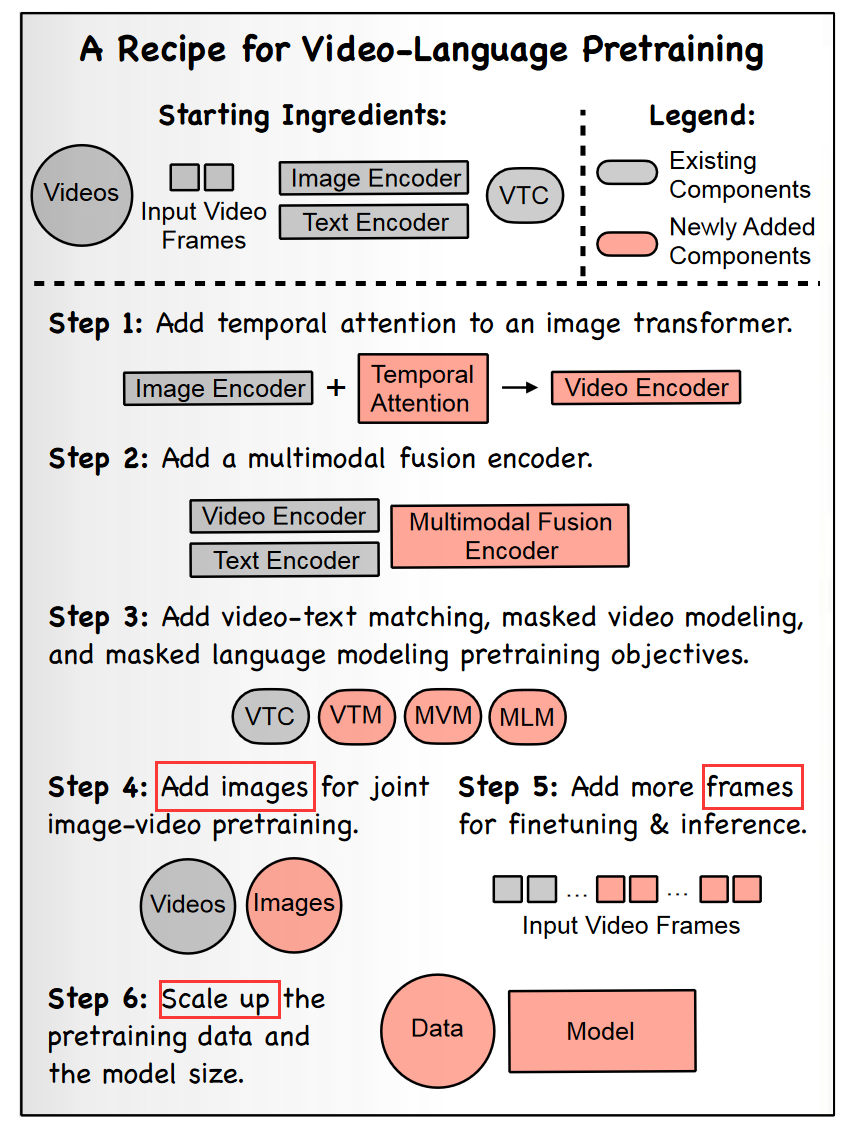 A Recipe for Video-Language Pretraining
Starting Ingredients:
Videos
Input Video
Frames
Image Encoder
Text Encoder
VTC
Legend:
Existing
Components
Newly Added
Components
Step 1: Add temporal attention to an image transformer.
Image Encoder
+
Temporal
Attention
Video Encoder
Step 2: Add a multimodal fusion encoder.
Video Encoder
Text Encoder
Multimodal Fusion
Encoder
Step 3: Add video-text matching, masked video modeling,
and masked language modeling pretraining objectives.
VTC VTM MVM MLM
Step 4: Add images for joint
image-video pretraining.
Videos Images
Step 5: Add more frames
for finetuning & inference.
... ...
Input Video Frames
Step 6: Scale up the
pretraining data and
the model size.
Data
Model